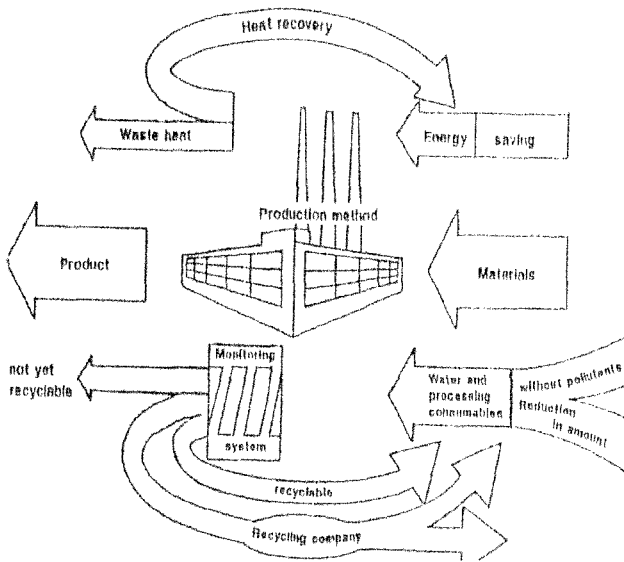 Heat recovery
Waste heat
Energy saving
Production method
Product
Materials
Monitoring
system
not yet
recyclable
Water and
processing
consumables
without pollutants
Reduction
in amount
recyclable
Recycling company